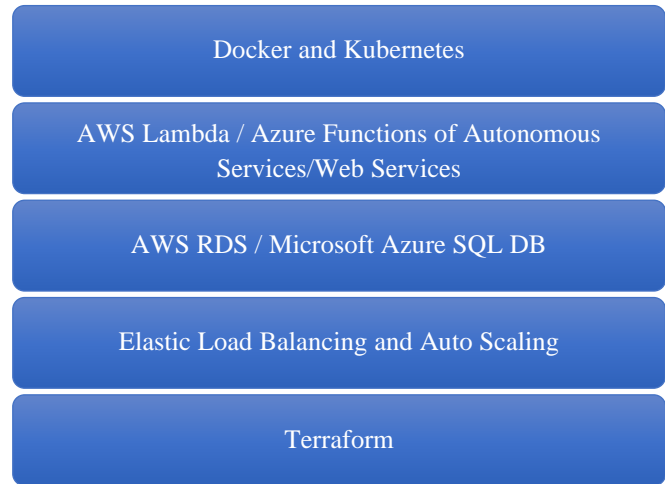 Docker and Kubernetes
AWS Lambda / Azure Functions of Autonomous
Services/Web Services
AWS RDS / Microsoft Azure SQL DB
Elastic Load Balancing and Auto Scaling
Terraform